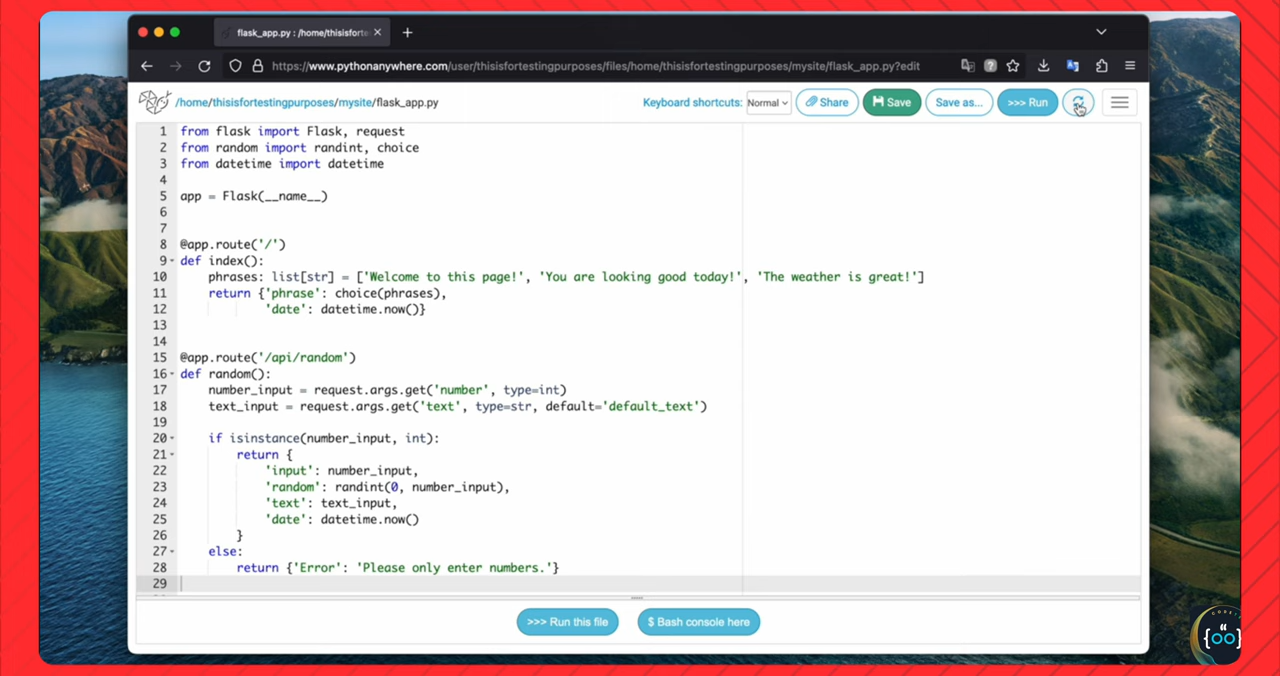 flask_app.py : /home/thisisforte
https://www.pythonanywhere.com/user/thisisfortestingpurposes/files/home/thisisfortestingpurposes/mysite/flask_app.py?edit
/home/thisisfortestingpurposes/mysite/flask_app.py
Keyboard shortcuts: Normal Share Save Save as... >>> Run
1 from flask import Flask, request
2 from random import randint, choice
3 from datetime import datetime
4
5 app = Flask(__name__)
6
7
8 @app.route('/')
9 def index():
10 phrases: list[str] = ['Welcome to this page!', 'You are looking good today!', 'The weather is great!']
11 return {'phrase': choice(phrases),
12 'date': datetime.now()}
13
14
15 @app.route('/api/random')
16 def random():
17 number_input = request.args.get('number', type=int)
18 text_input = request.args.get('text', type=str, default='default_text')
19
20 if isinstance(number_input, int):
21 return {
22 'input': number_input,
23 'random': randint(0, number_input),
24 'text': text_input,
25 'date': datetime.now()
26 }
27 else:
28 return {'Error': 'Please only enter numbers.'}
29
>>> Run this file $ Bash console here
{oo}